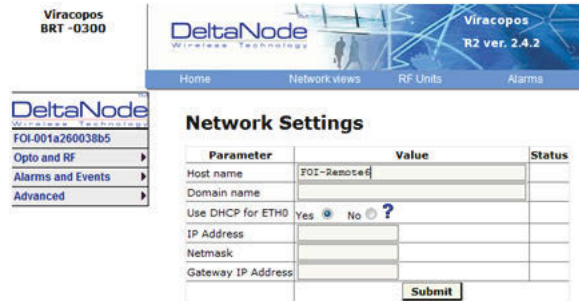 Viracopos
BRT -0300
DeltaNode
Wireless Technology
Viracopos
R2 ver. 2.4.2
Home Network views RF Units Alarms
DeltaNode
Wireless Technology
FOI-001a260038b5
Opto and RF
Alarms and Events
Advanced
Network Settings
Parameter Value Status
Host name FOI-Remote6
Domain name
Use DHCP for ETH0 Yes No ?
IP Address
Netmask
Gateway IP Address
Submit